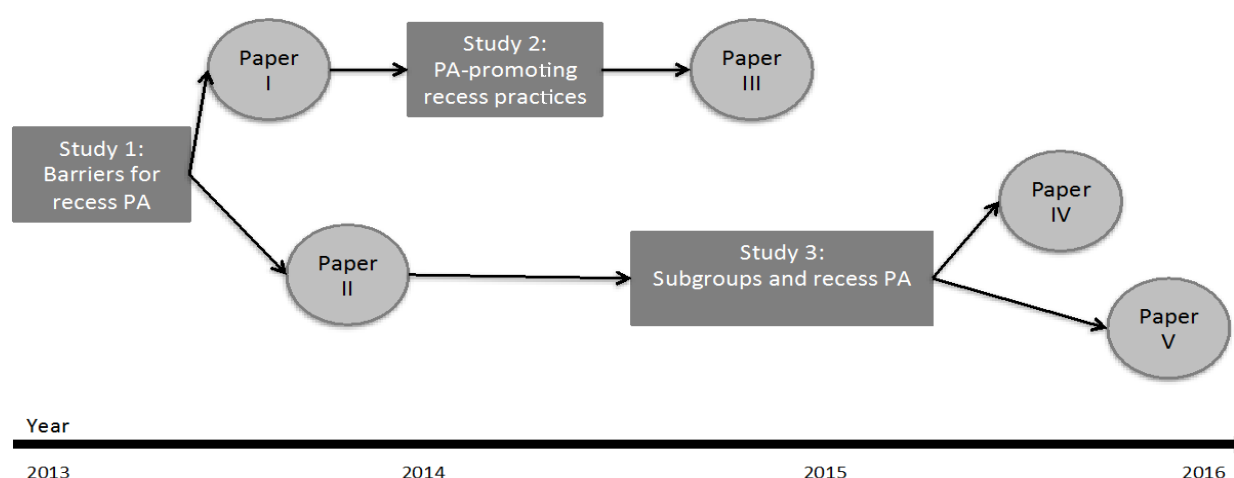 Paper
I
Study 2:
PA-promoting
recess practices
Paper
III
Study 1:
Barriers for
recess PA
Paper
IV
Paper
II
Study 3:
Subgroups and recess PA
Paper
V
Year
2013 2014 2015 2016